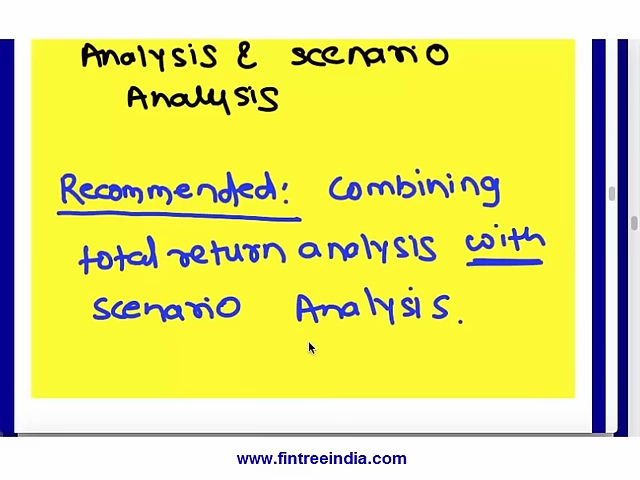 Analysis & scenario
Analysis
Recommended: combining
total return analysis with
scenario Analysis.
www.fintreeindia.com